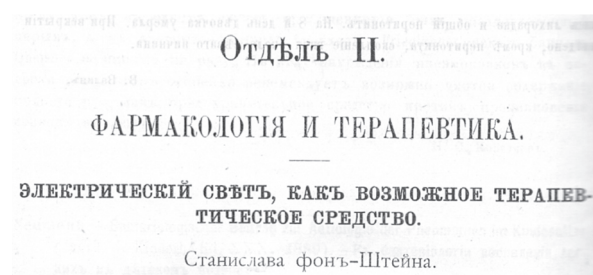 Отдѣлъ II.
ФАРМАКОЛОГІЯ И ТЕРАПЕВТИКА.
ЭЛЕКТРИЧЕСКІЙ СВѢТЪ, КАКЪ ВОЗМОЖНОЕ ТЕРАПЕВ-
ТИЧЕСКОЕ СРЕДСТВО.
Станислава фонъ-Штейна.